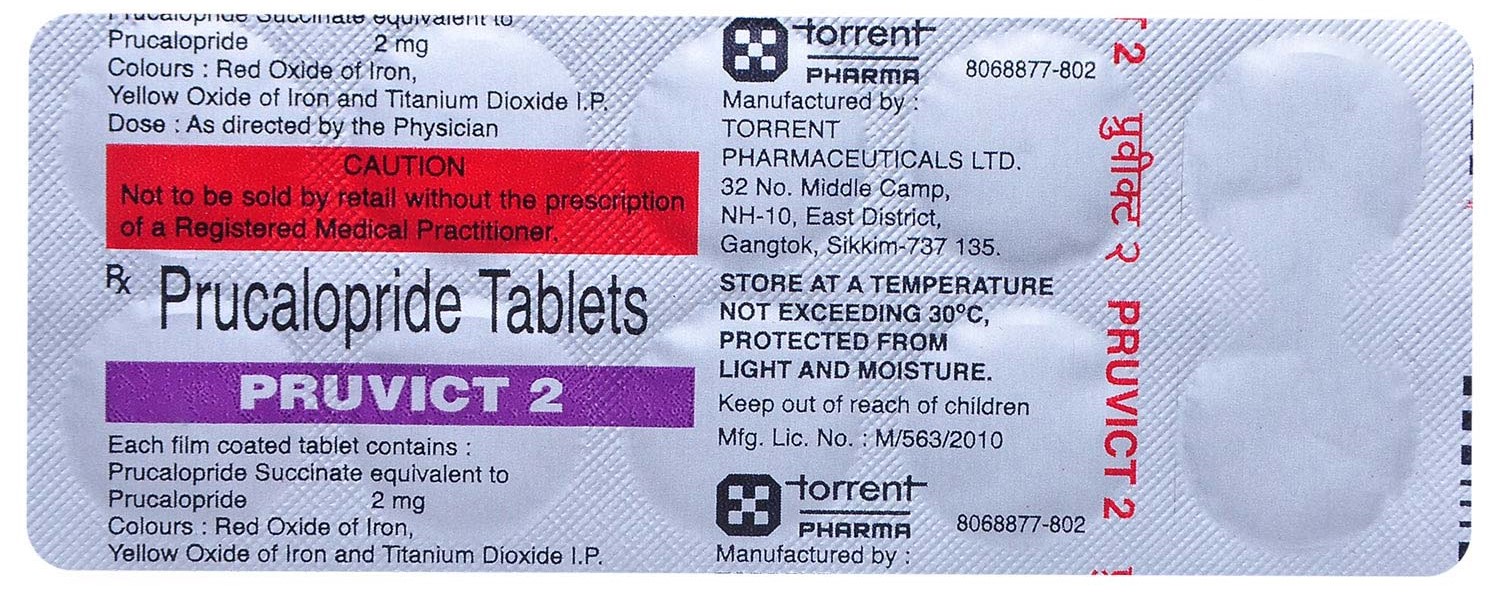 Prucalopride Succinate equivalent to
Prucalopride 2 mg
Colours : Red Oxide of Iron,
Yellow Oxide of Iron and Titanium Dioxide I.P.
Dose : As directed by the Physician
CAUTION
Not to be sold by retail without the prescription
of a Registered Medical Practitioner.
Rx Prucalopride Tablets
PRUVICT 2
Each film coated tablet contains :
Prucalopride Succinate equivalent to
Prucalopride 2 mg
Colours : Red Oxide of Iron,
Yellow Oxide of Iron and Titanium Dioxide I.P.
torrent
PHARMA
8068877-802
Manufactured by :
TORRENT
PHARMACEUTICALS LTD.
32 No. Middle Camp,
NH-10, East District,
Gangtok, Sikkim-737 135.
STORE AT A TEMPERATURE
NOT EXCEEDING 30ºC,
PROTECTED FROM
LIGHT AND MOISTURE.
Keep out of reach of children
Mfg. Lic. No. : M/563/2010
torrent
PHARMA
8068877-802
Manufactured by :
2 प्रुवीक्ट २ PRUVICT 2